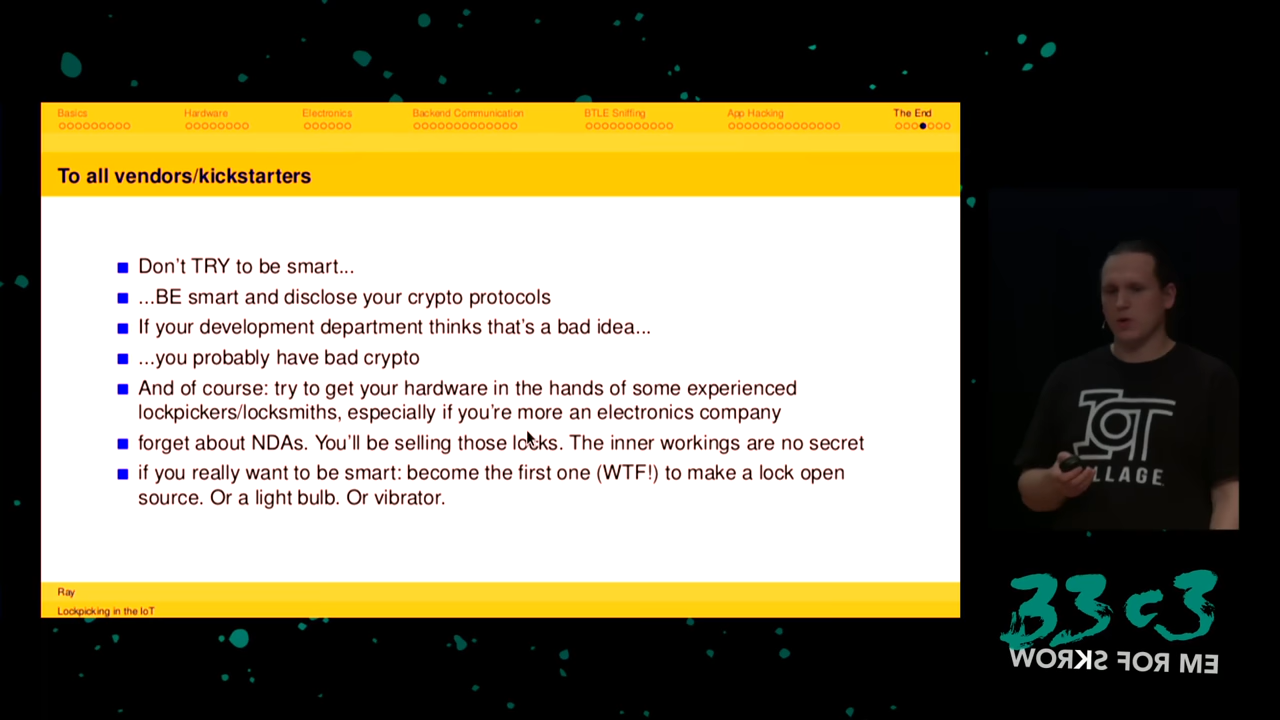 Basics Hardware Electronics Backend Communication BTLE Sniffing App Hacking The End
To all vendors/kickstarters
Don't TRY to be smart...
...BE smart and disclose your crypto protocols
If your development department thinks that's a bad idea...
...you probably have bad crypto
And of course: try to get your hardware in the hands of some experienced
lockpickers/locksmiths, especially if you're more an electronics company
forget about NDAs. You'll be selling those locks. The inner workings are no secret
if you really want to be smart: become the first one (WTF!) to make a lock open
source. Or a light bulb. Or vibrator.
Ray
Lockpicking in the IoT
IOT
LLAGE
33c3
WORKS FOR ME